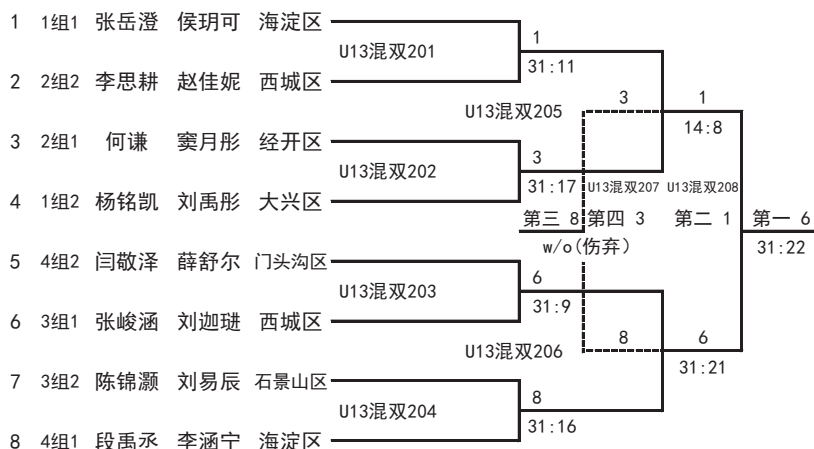 1 1组1 张岳澄 侯玥可 海淀区
U13混双201
1
31:11
2 2组2 李思耕 赵佳妮 西城区
U13混双205
3
1
14:8
3 2组1 何谦 窦月彤 经开区
U13混双202
3
31:17
U13混双207 U13混双208
4 1组2 杨铭凯 刘禹彤 大兴区
第三 8 第四 3 第二 1 第一 6
w/o(伤弃)
31:22
5 4组2 闫敬泽 薛舒尔 门头沟区
U13混双203
6
31:9
6 3组1 张峻涵 刘迦琎 西城区
U13混双206
8
6
31:21
7 3组2 陈锦灏 刘易辰 石景山区
U13混双204
8
31:16
8 4组1 段禹丞 李涵宁 海淀区